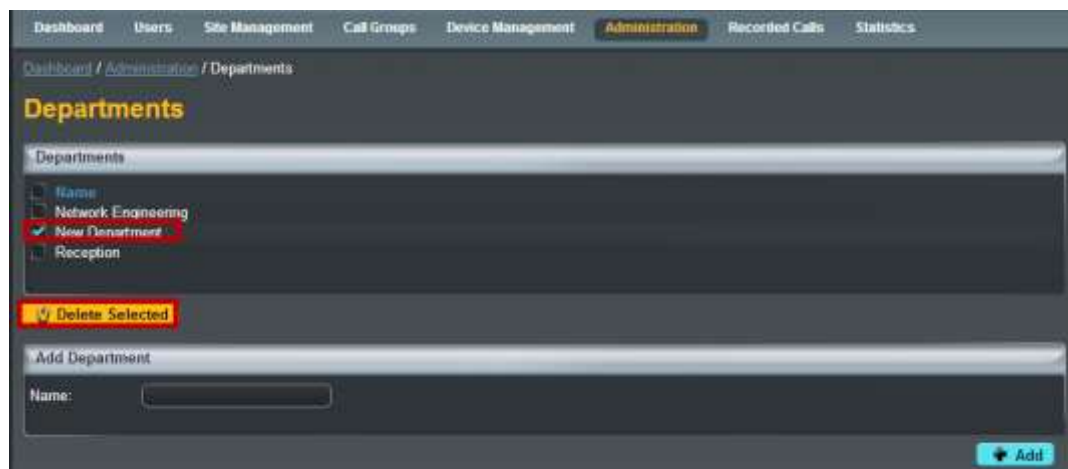 Dashboard Users Site Management Call Groups Device Management Administration Recorded Calls Statistics
Dashboard / Administration / Departments
Departments
Departments
Name
Network Engineering
New Department
Reception
Delete Selected
Add Department
Name:
Add